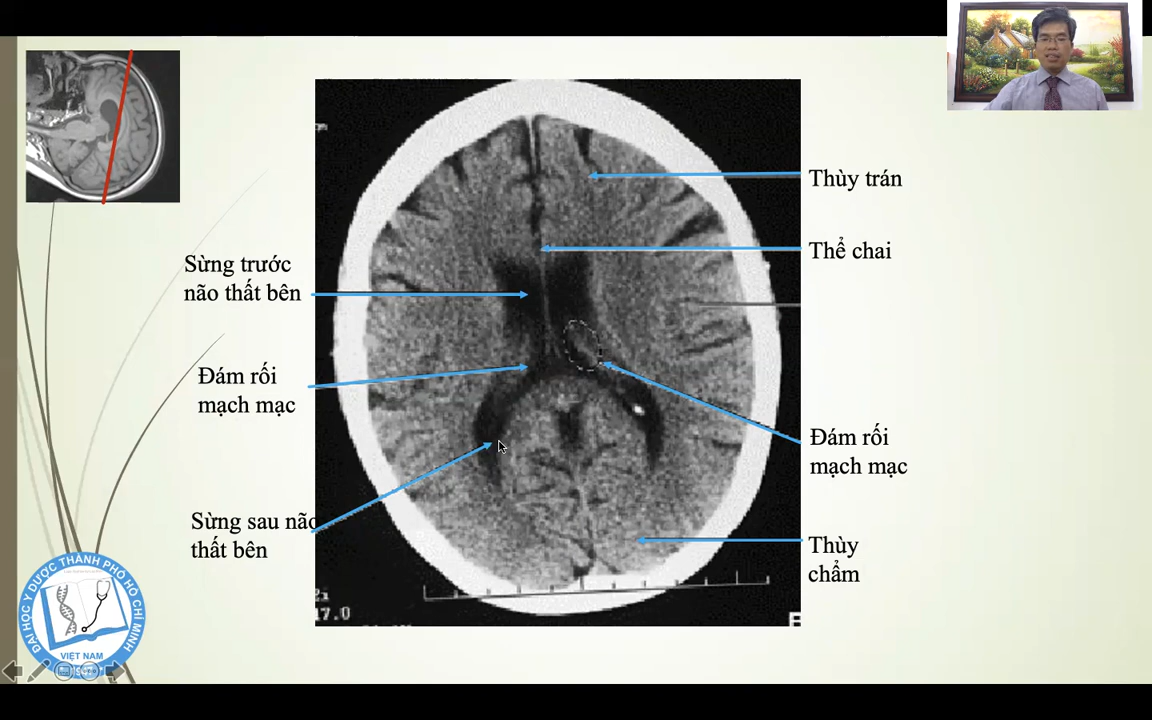 Thùy trán
Thể chai
Sừng trước
não thất bên
Đám rối
mạch mạc
Đám rối
mạch mạc
Sừng sau não
thất bên
Thùy
chẩm
17.0
ĐẠI HỌC Y DƯỢC THÀNH PHỐ HỒ CHÍ MINH
VIỆT NAM